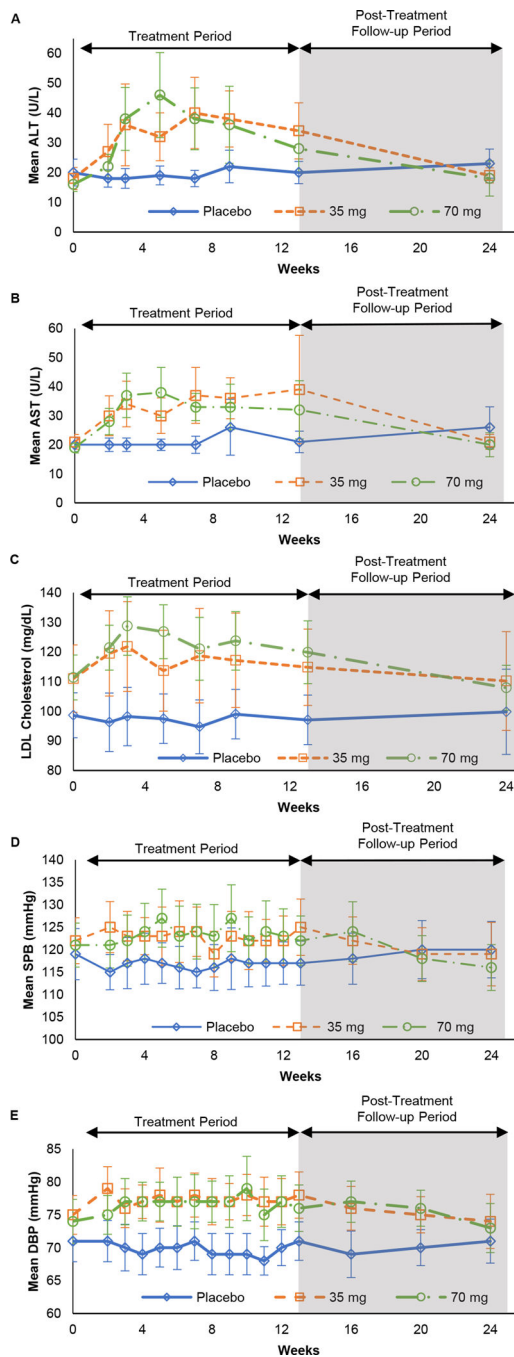 A
Treatment Period
Post-Treatment
Follow-up Period
Mean ALT (U/L)
60
50
40
30
20
10
0
Placebo
35 mg
70 mg
0 4 8 12 16 20 24
Weeks
B
Treatment Period
Post-Treatment
Follow-up Period
Mean AST (U/L)
60
50
40
30
20
10
0
Placebo
35 mg
70 mg
0 4 8 12 16 20 24
Weeks
C
Treatment Period
Post-Treatment
Follow-up Period
LDL Cholesterol (mg/dL)
140
130
120
110
100
90
80
Placebo
35 mg
70 mg
0 4 8 12 16 20 24
Weeks
D
Treatment Period
Post-Treatment
Follow-up Period
Mean SPB (mmHg)
140
135
130
125
120
115
110
105
100
Placebo
35 mg
70 mg
0 4 8 12 16 20 24
Weeks
E
Treatment Period
Post-Treatment
Follow-up Period
Mean DBP (mmHg)
85
80
75
70
65
60
Placebo
35 mg
70 mg
0 4 8 12 16 20 24
Weeks